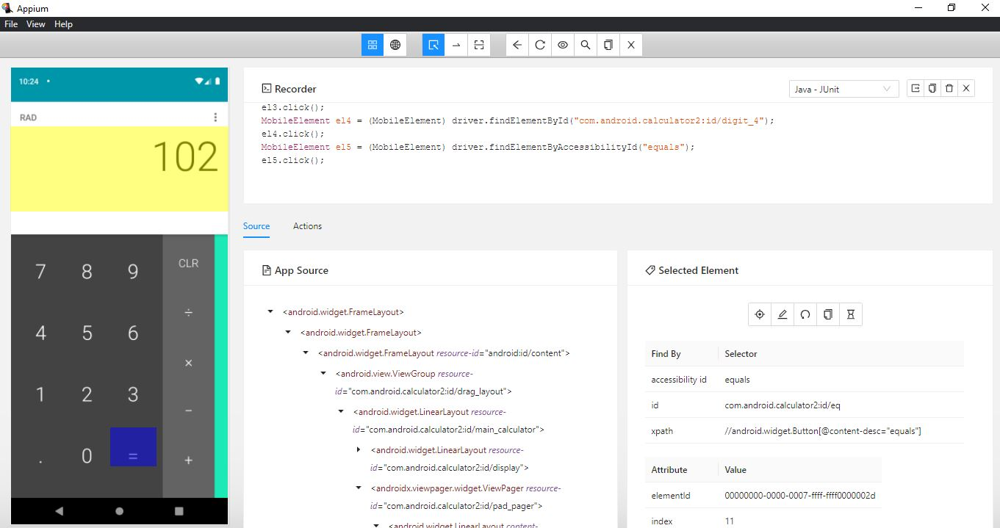 Appium
File View Help
10:24
RAD
102
7 8 9 CLR
÷
4 5 6
×
1 2 3
−
. 0 =
+
Recorder
Java - JUnit
el3.click();
MobileElement el4 = (MobileElement) driver.findElementById("com.android.calculator2:id/digit_4");
el4.click();
MobileElement el5 = (MobileElement) driver.findElementByAccessibilityId("equals");
el5.click();
Source Actions
App Source
<android.widget.FrameLayout>
<android.widget.FrameLayout>
<android.widget.FrameLayout resource-id="android:id/content">
<android.view.ViewGroup resource-
id="com.android.calculator2:id/drag_layout">
<android.widget.LinearLayout resource-
id="com.android.calculator2:id/main_calculator">
<android.widget.LinearLayout resource-
id="com.android.calculator2:id/display">
<androidx.viewpager.widget.ViewPager resource-
id="com.android.calculator2:id/pad_pager">
<android.widget.LinearLayout content-
Selected Element
Find By Selector
accessibility id equals
id com.android.calculator2:id/eq
xpath //android.widget.Button[@content-desc="equals"]
Attribute Value
elementId 00000000-0000-0007-ffff-ffff0000002d
index 11